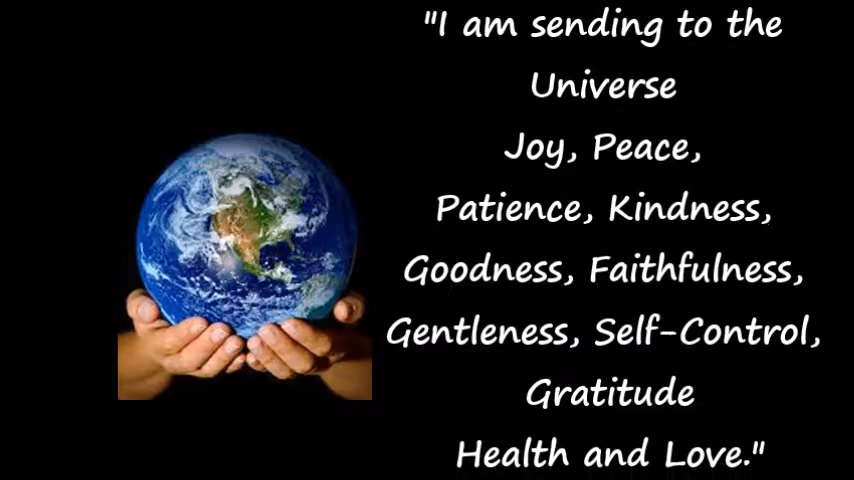 "I am sending to the
Universe
Joy, Peace,
Patience, Kindness,
Goodness, Faithfulness,
Gentleness, Self-Control,
Gratitude
Health and Love."